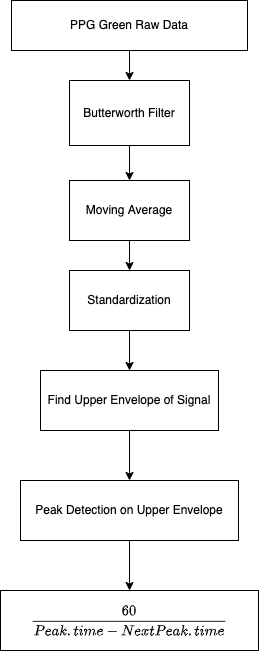 PPG Green Raw Data
Butterworth Filter
Moving Average
Standardization
Find Upper Envelope of Signal
Peak Detection on Upper Envelope
60
Peak.time − NextPeak.time